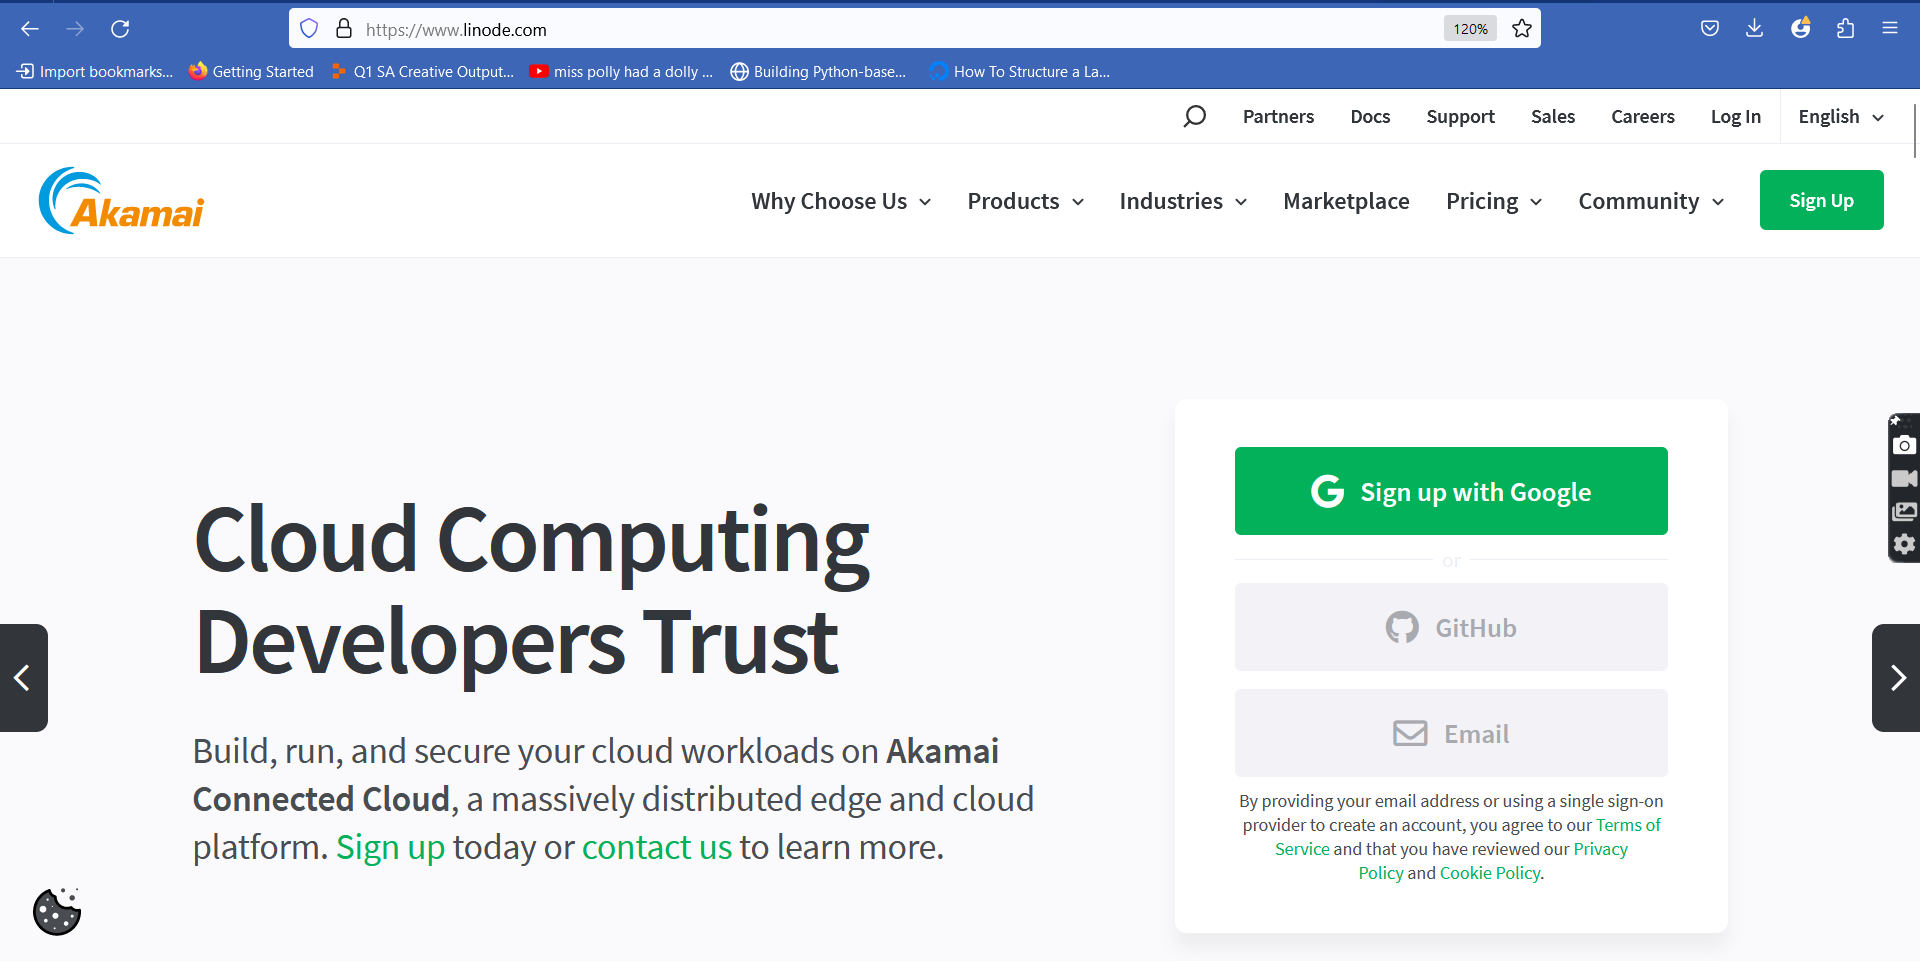 https://www.linode.com
120%
Import bookmarks...
Getting Started
Q1 SA Creative Output...
miss polly had a dolly ...
Building Python-base...
How To Structure a La...
Partners
Docs
Support
Sales
Careers
Log In
English
Akamai
Why Choose Us
Products
Industries
Marketplace
Pricing
Community
Sign Up
Cloud Computing
Developers Trust
Build, run, and secure your cloud workloads on Akamai
Connected Cloud, a massively distributed edge and cloud
platform. Sign up today or contact us to learn more.
Sign up with Google
or
GitHub
Email
By providing your email address or using a single sign-on
provider to create an account, you agree to our Terms of
Service and that you have reviewed our Privacy
Policy and Cookie Policy.